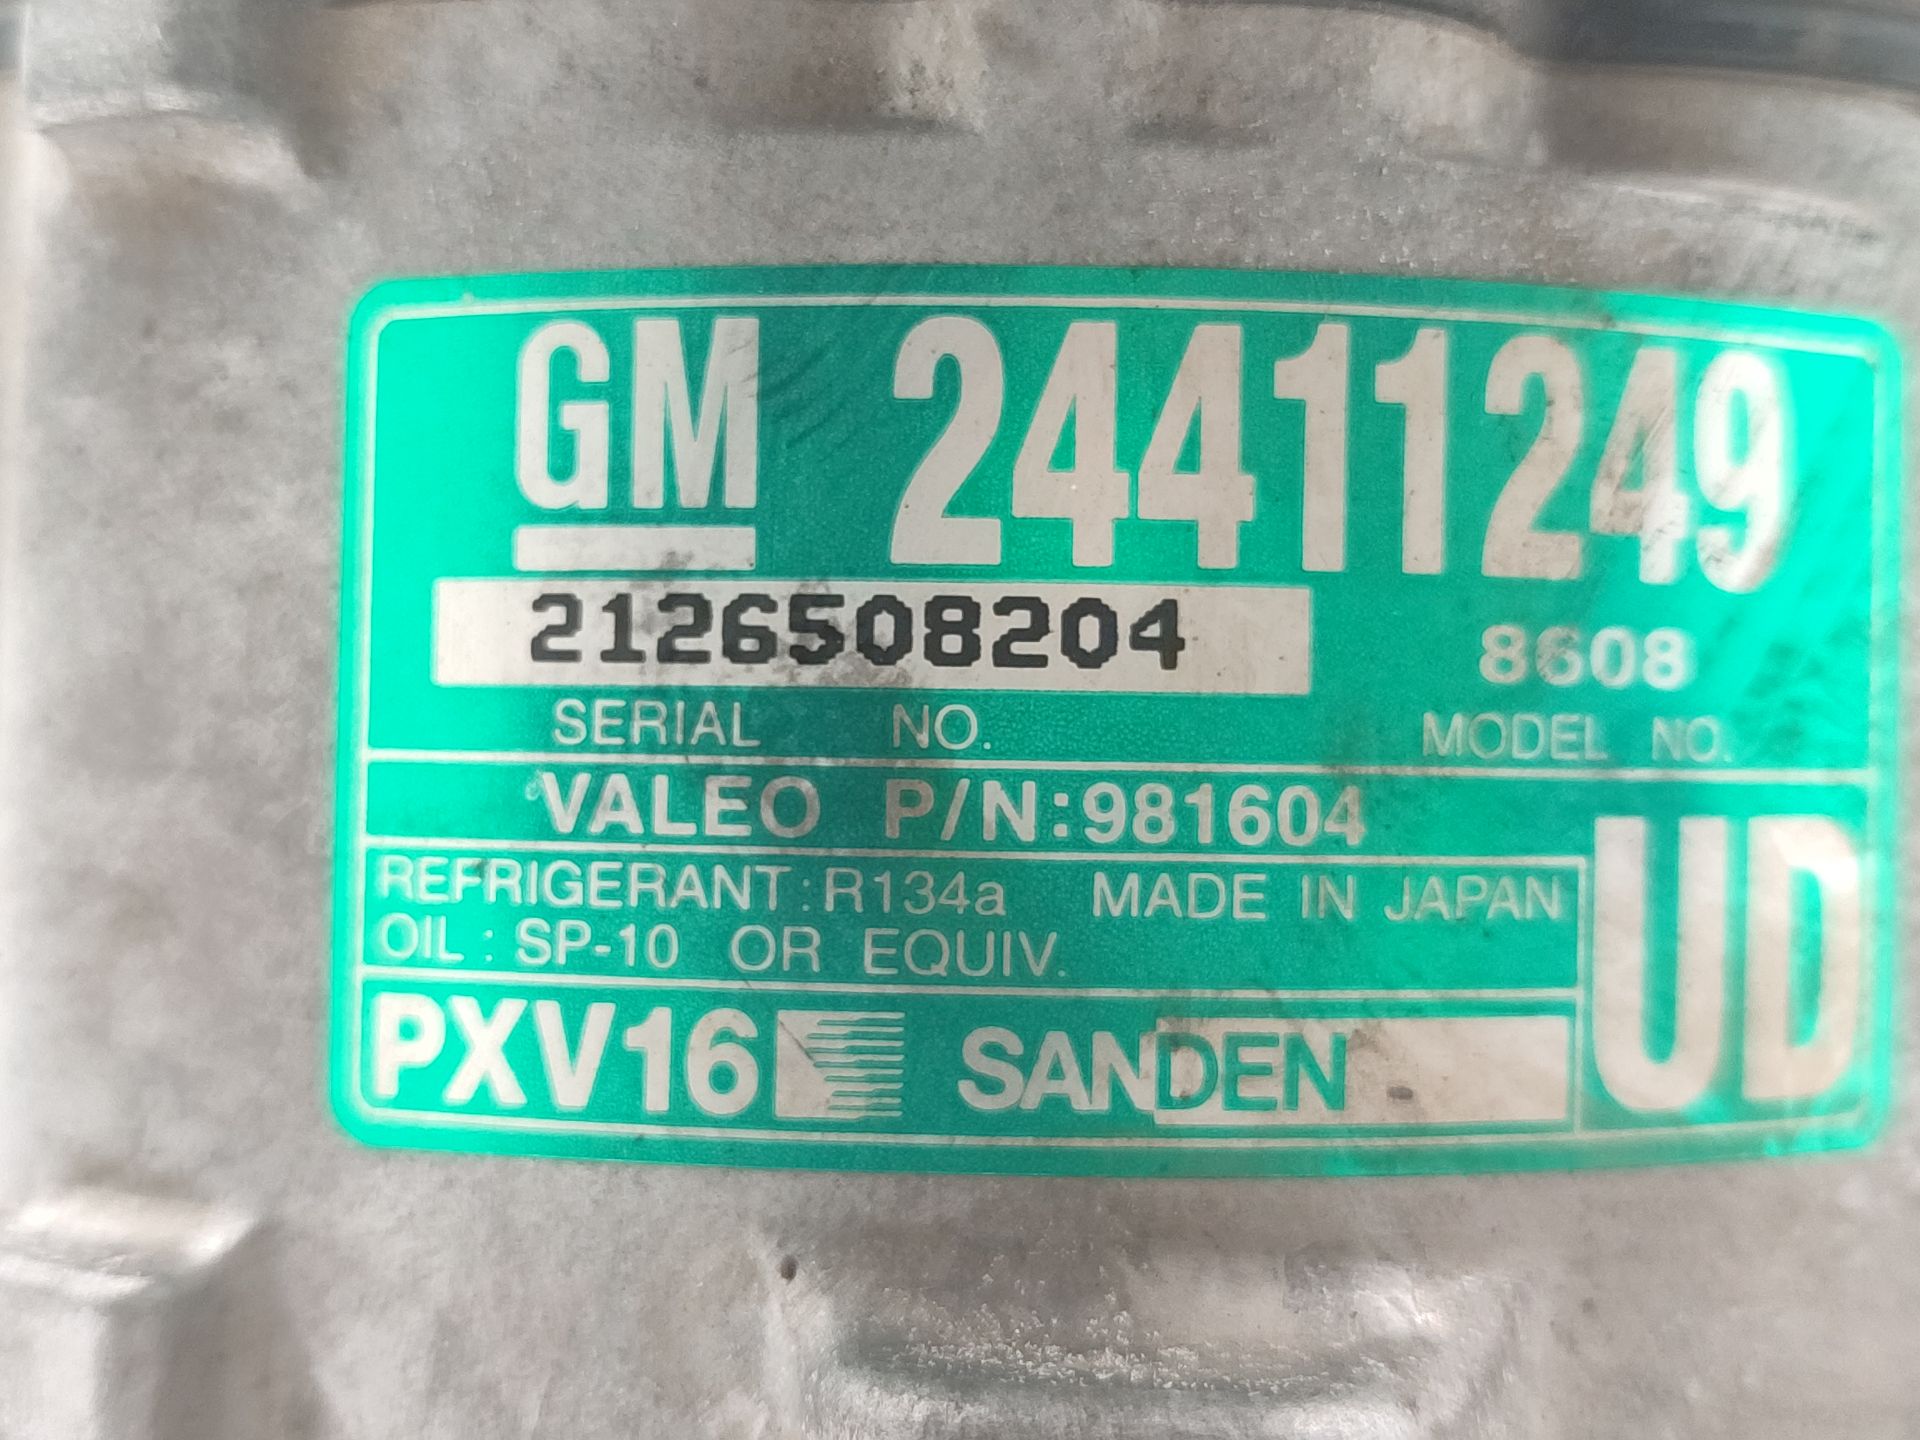 GM 24411249
2126508204 8608
SERIAL NO. MODEL NO.
VALEO P/N:981604
REFRIGERANT:R134a MADE IN JAPAN
OIL: SP-10 OR EQUIV.
PXV16 SANDEN UD